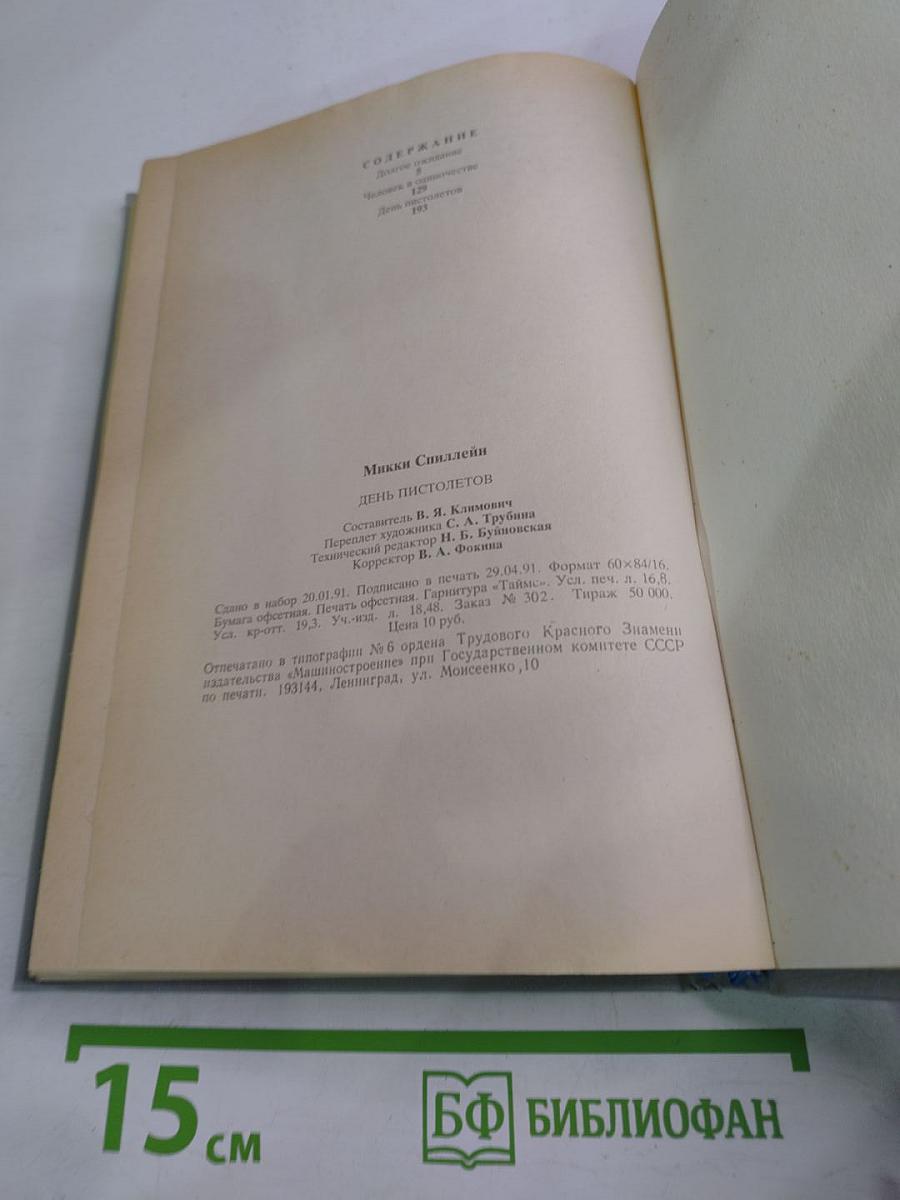 СОДЕРЖАНИЕ
Долгое ожидание
5
Человек в одиночестве
129
День пистолетов
193
Микки Спиллейн
ДЕНЬ ПИСТОЛЕТОВ
Составитель В. Я. Климович
Переплет художника С. А. Трубина
Технический редактор Н. Б. Буйновская
Корректор В. А. Фокина
Сдано в набор 20.01.91. Подписано в печать 29.04.91. Формат 60×84/16.
Бумага офсетная. Печать офсетная. Гарнитура «Таймс». Усл. печ. л. 16,8.
Усл. кр-отт. 19,3. Уч.-изд. л. 18,48. Заказ № 302. Тираж 50 000.
Цена 10 руб.
Отпечатано в типографии № 6 ордена Трудового Красного Знамени
издательства «Машиностроение» при Государственном комитете СССР
по печати. 193144, Ленинград, ул. Моисеенко, 10
15 см
БФ БИБЛИОФАН